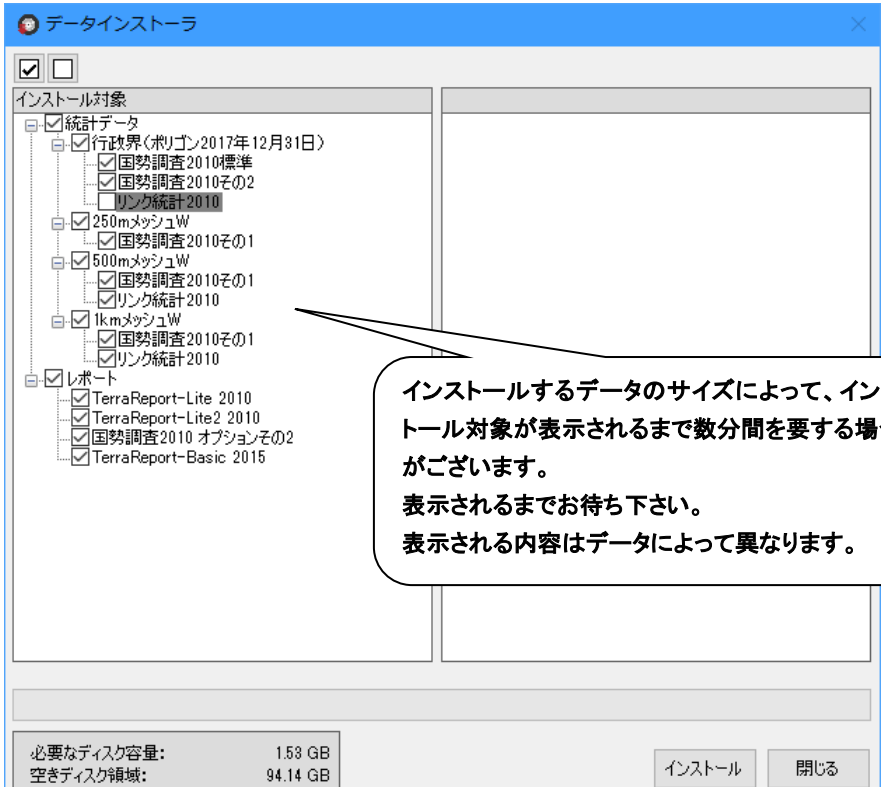 データインストーラ
インストール対象
統計データ
行政界（ポリゴン2017年12月31日）
国勢調査2010標準
国勢調査2010その2
リンク統計2010
250mメッシュW
国勢調査2010その1
500mメッシュW
国勢調査2010その1
リンク統計2010
1kmメッシュW
国勢調査2010その1
リンク統計2010
レポート
TerraReport-Lite 2010
TerraReport-Lite2 2010
国勢調査2010 オプションその2
TerraReport-Basic 2015
インストールするデータのサイズによって、イン
トール対象が表示されるまで数分間を要する場
がございます。
表示されるまでお待ち下さい。
表示される内容はデータによって異なります。
必要なディスク容量: 1.53 GB
空きディスク領域: 94.14 GB
インストール 閉じる